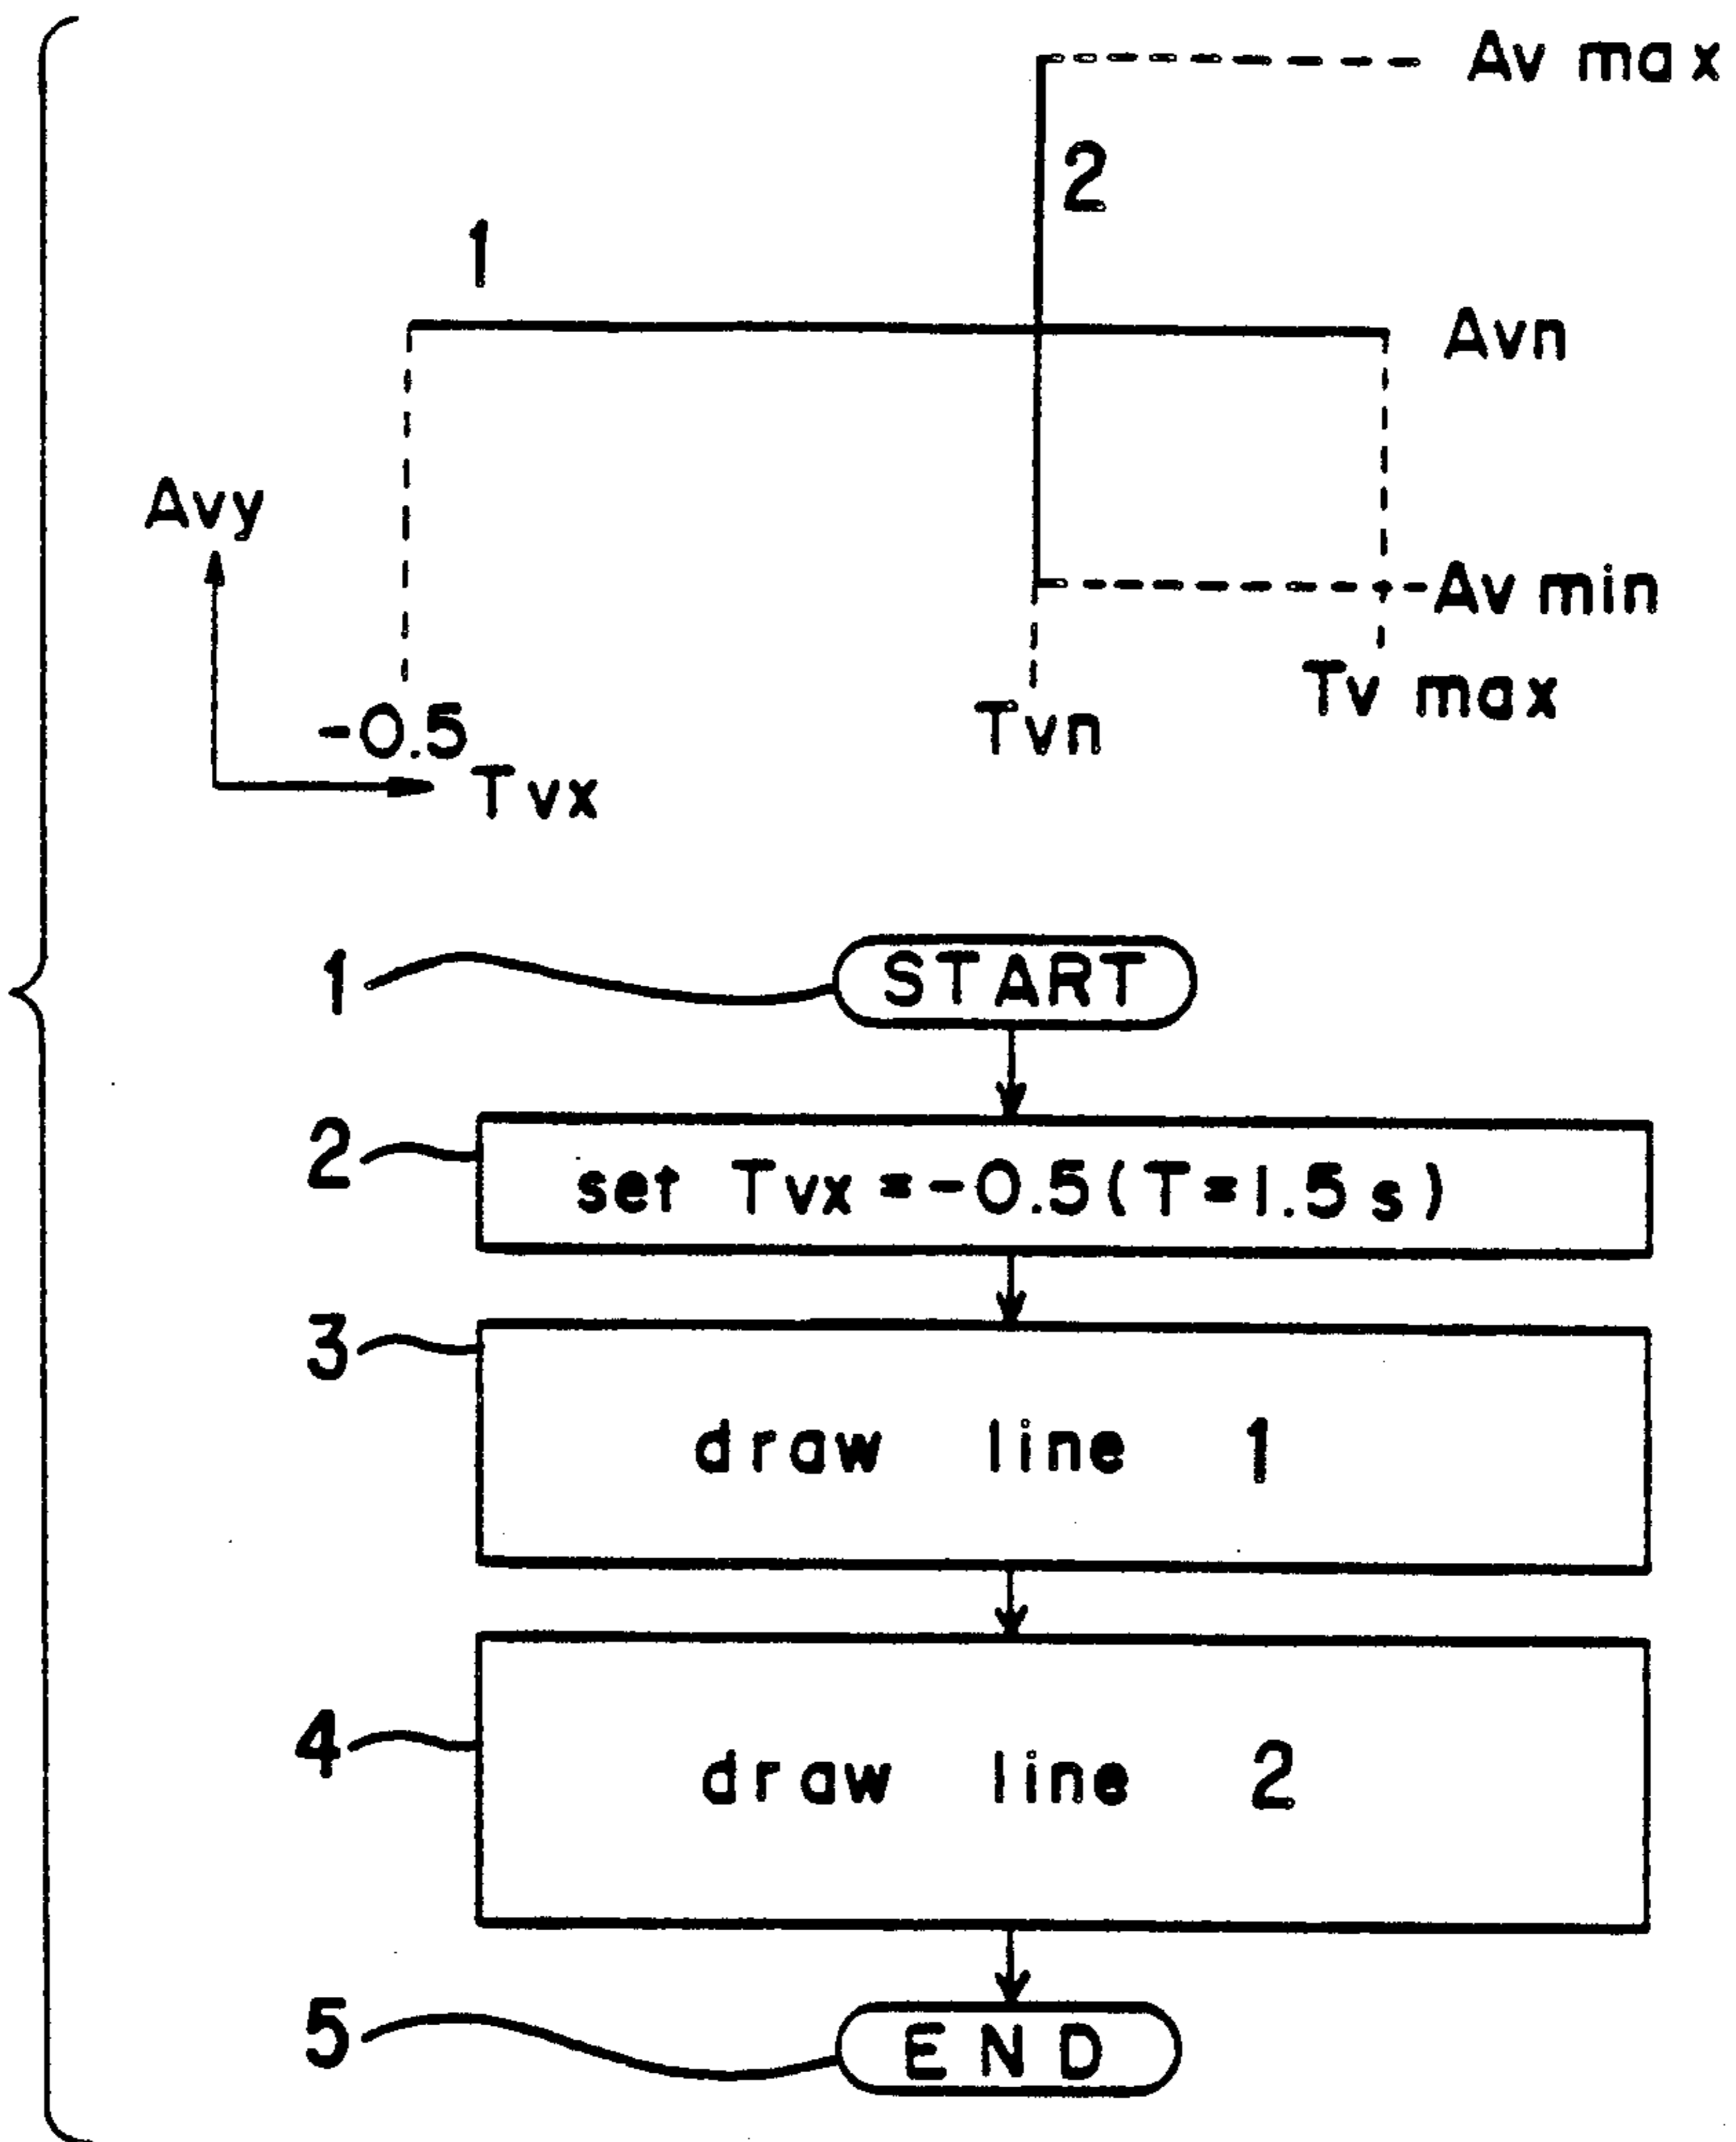 Av max
2
1
Avn
Avy
Av min
Tv max
-0.5
Tvn
Tvx
1
START
2
set Tvx=-0.5(T=1.5s)
3
draw line 1
4
draw line 2
5
END